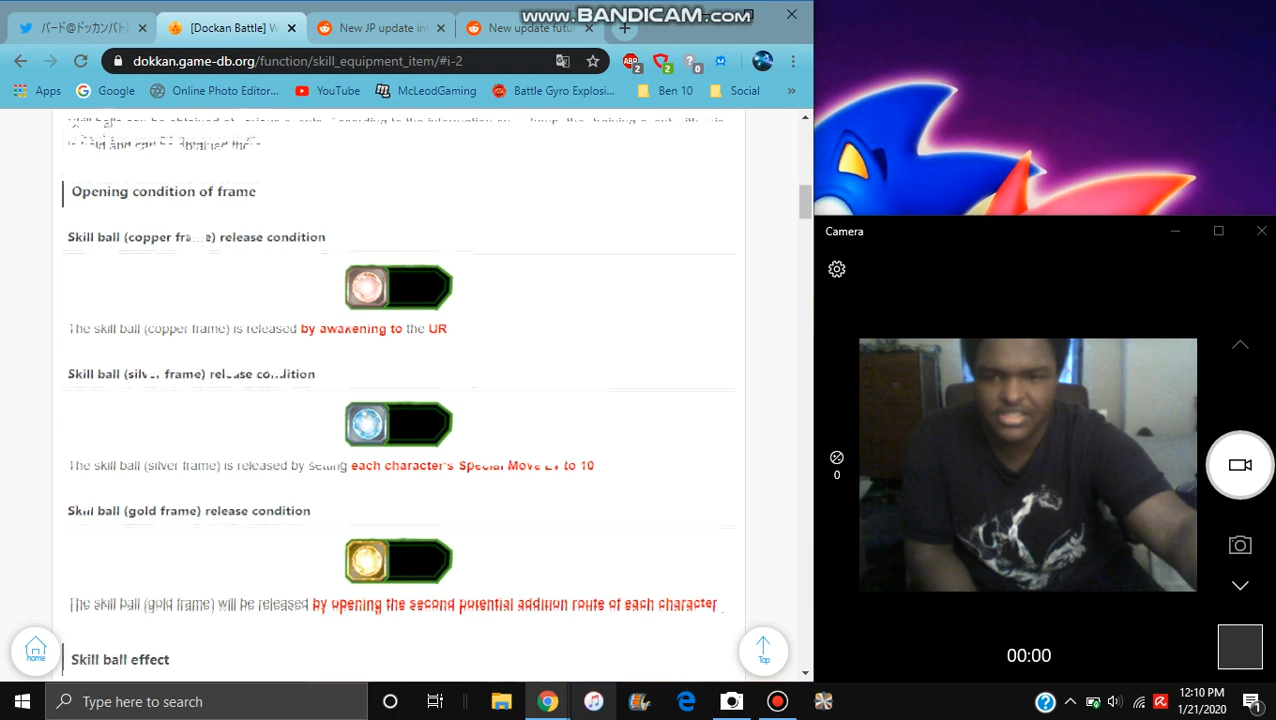 www.BANDICAM.com
バード@ドッカンバトル
[Dockan Battle] W
New JP update inf
New update futu
dokkan.game-db.org/function/skill_equipment_item/#i-2
Apps
Google
Online Photo Editor...
YouTube
McLeodGaming
Battle Gyro Explosi...
Ben 10
Social
»
Opening condition of frame
Skill ball (copper frame) release condition
The skill ball (copper frame) is released by awakening to the UR
Skill ball (silver frame) release condition
The skill ball (silver frame) is released by setting each character's Special Move LV to 10
Skill ball (gold frame) release condition
The skill ball (gold frame) will be released by opening the second potential addition route of each character .
Skill ball effect
home
Top
Camera
0
00:00
Type here to search
12:10 PM
1/21/2020